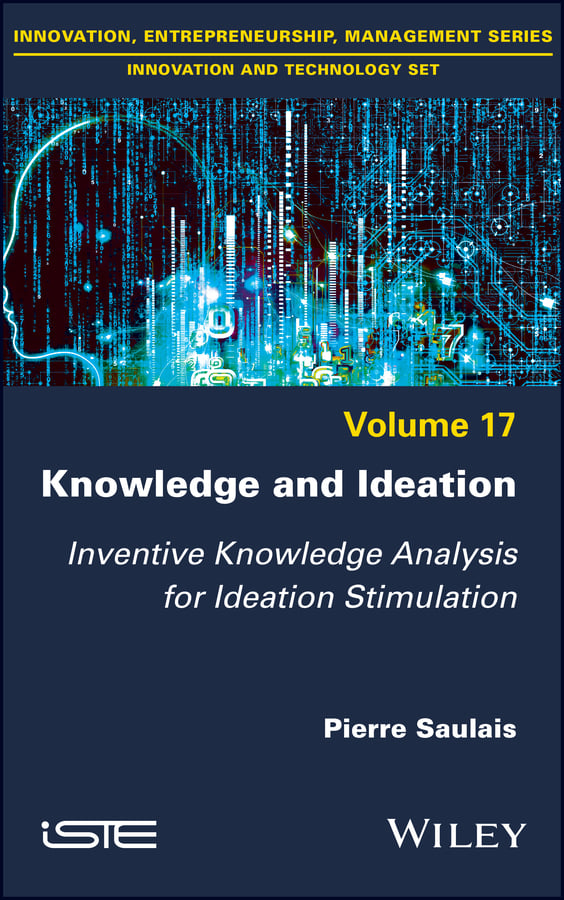 INNOVATION, ENTREPRENEURSHIP, MANAGEMENT SERIES
INNOVATION AND TECHNOLOGY SET
Volume 17
Knowledge and Ideation
Inventive Knowledge Analysis
for Ideation Stimulation
Pierre Saulais
iSTE
WILEY